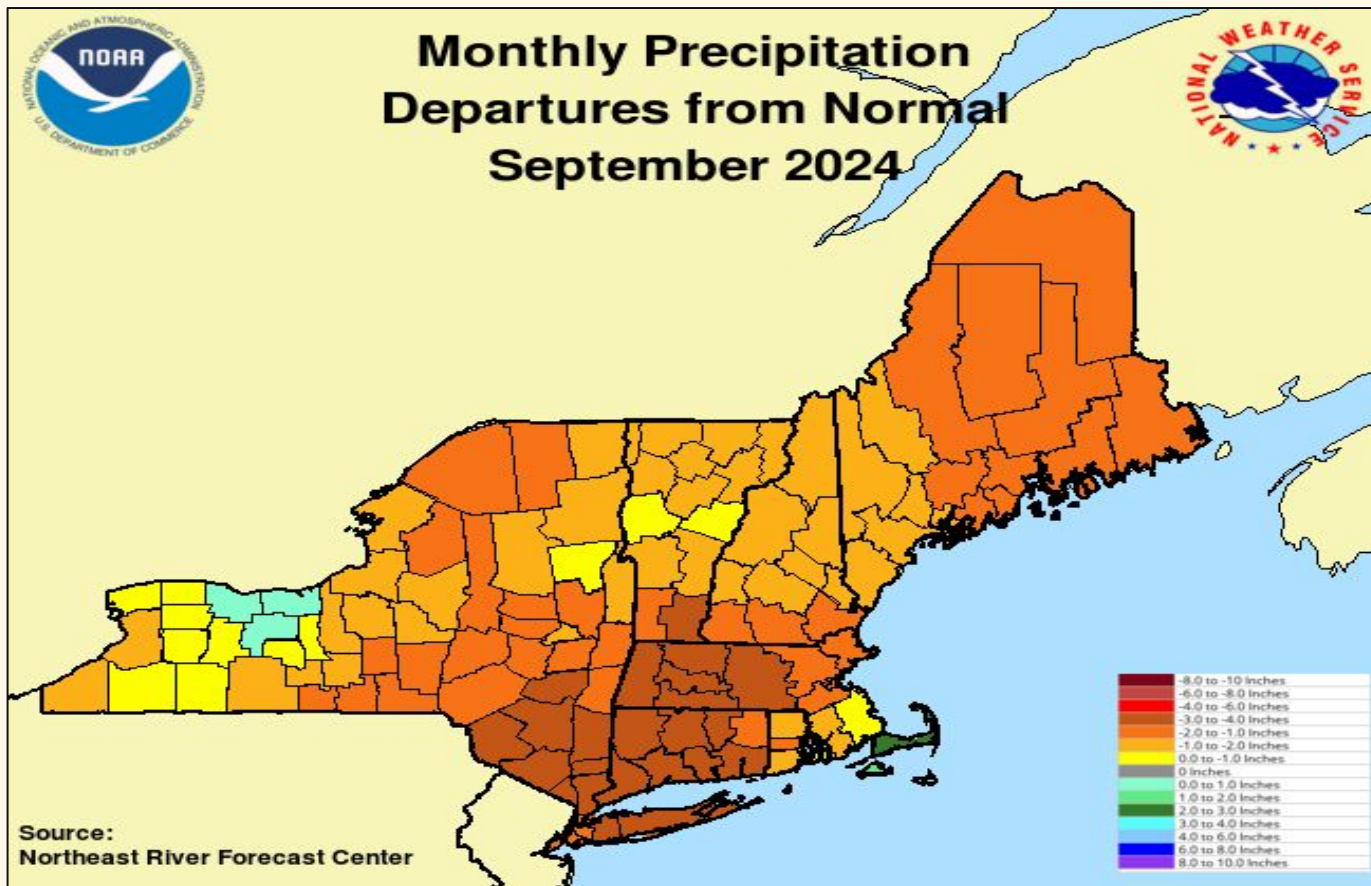 NATIONAL OCEANIC AND ATMOSPHERIC ADMINISTRATION
NOAA
U.S. DEPARTMENT OF COMMERCE
Monthly Precipitation
Departures from Normal
September 2024
NATIONAL WEATHER SERVICE
-8.0 to -10 Inches
-6.0 to -8.0 Inches
-4.0 to -6.0 Inches
-3.0 to -4.0 Inches
-2.0 to -1.0 Inches
-1.0 to -2.0 Inches
0.0 to -1.0 Inches
0 Inches
0.0 to 1.0 Inches
1.0 to 2.0 Inches
2.0 to 3.0 Inches
3.0 to 4.0 Inches
4.0 to 6.0 Inches
6.0 to 8.0 Inches
8.0 to 10.0 Inches
Source:
Northeast River Forecast Center